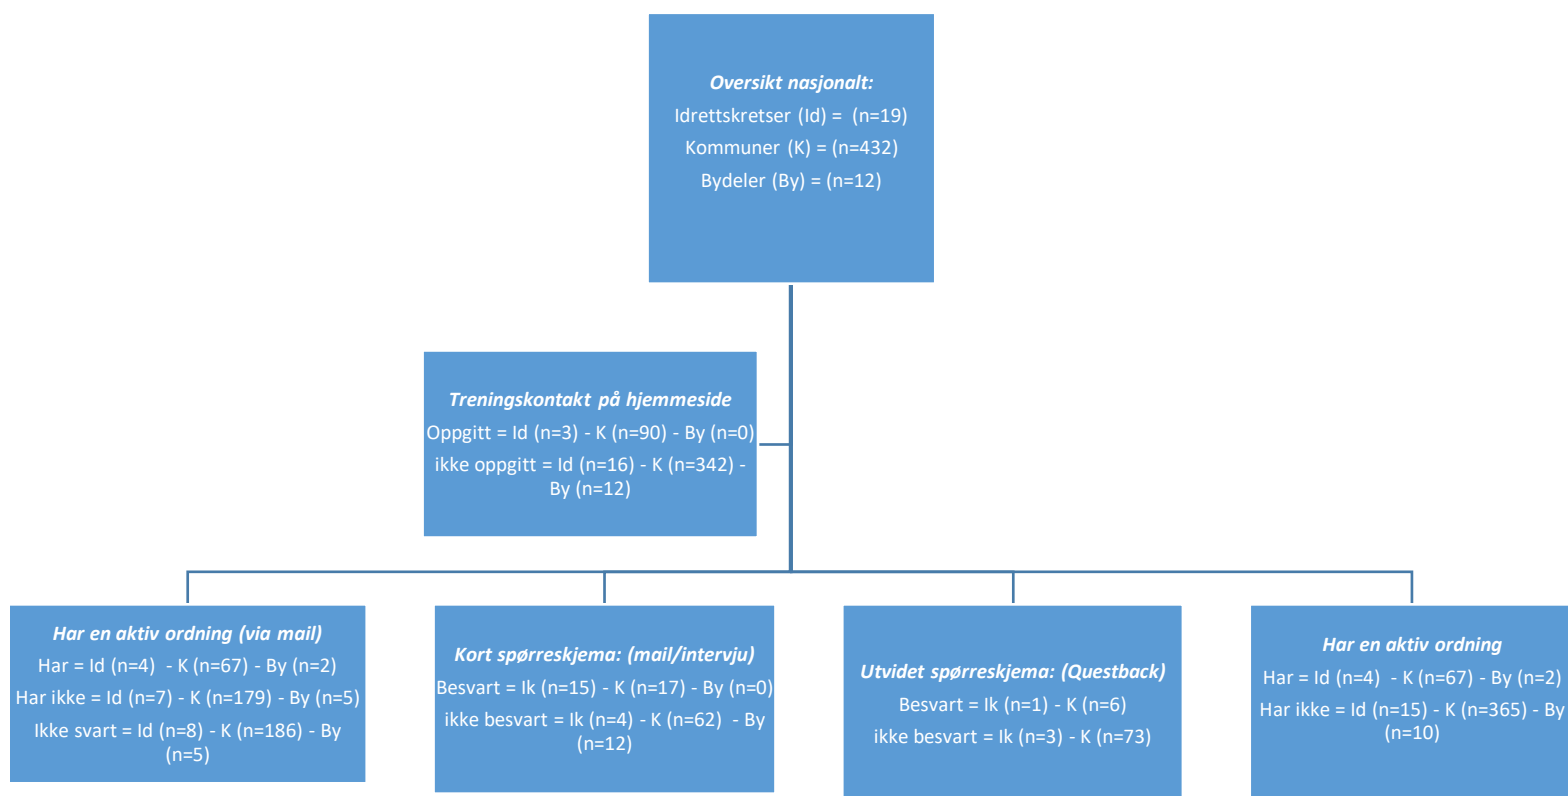 Oversikt nasjonalt:
Idrettskretser (Id) = (n=19)
Kommuner (K) = (n=432)
Bydeler (By) = (n=12)
Treningskontakt på hjemmeside
Oppgitt = Id (n=3) - K (n=90) - By (n=0)
ikke oppgitt = Id (n=16) - K (n=342) -
By (n=12)
Har en aktiv ordning (via mail)
Har = Id (n=4) - K (n=67) - By (n=2)
Har ikke = Id (n=7) - K (n=179) - By (n=5)
Ikke svart = Id (n=8) - K (n=186) - By
(n=5)
Kort spørreskjema: (mail/intervju)
Besvart = Ik (n=15) - K (n=17) - By (n=0)
ikke besvart = Ik (n=4) - K (n=62) - By
(n=12)
Utvidet spørreskjema: (Questback)
Besvart = Ik (n=1) - K (n=6)
ikke besvart = Ik (n=3) - K (n=73)
Har en aktiv ordning
Har = Id (n=4) - K (n=67) - By (n=2)
Har ikke = Id (n=15) - K (n=365) - By
(n=10)